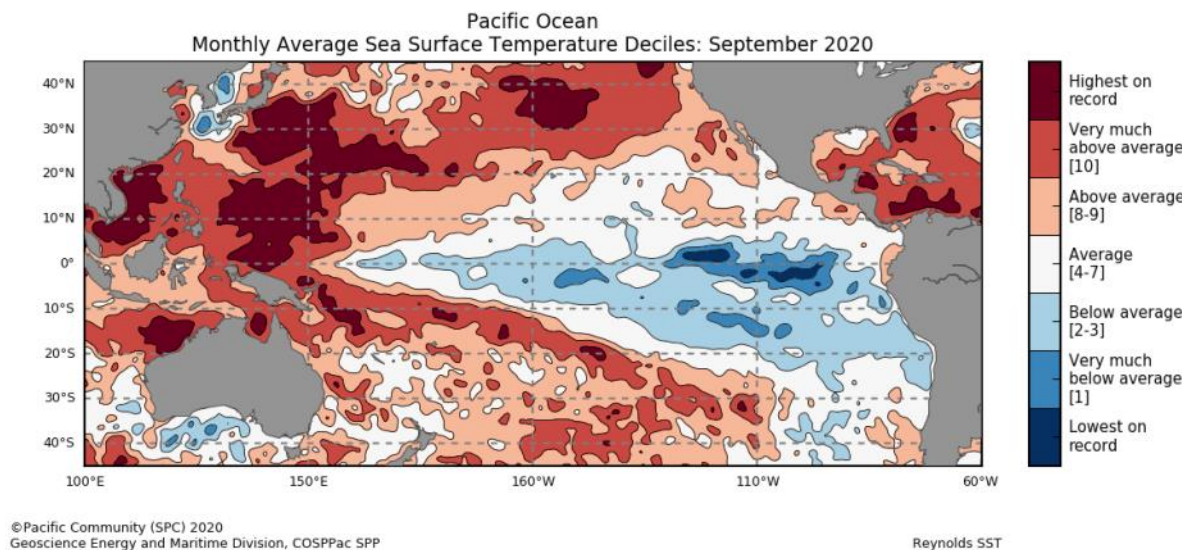 Pacific Ocean
Monthly Average Sea Surface Temperature Deciles: September 2020
40°N
30°N
20°N
10°N
0°
10°S
20°S
30°S
40°S
100°E
150°E
160°W
110°W
60°W
Highest on
record
Very much
above average
[10]
Above average
[8-9]
Average
[4-7]
Below average
[2-3]
Very much
below average
[1]
Lowest on
record
©Pacific Community (SPC) 2020
Geoscience Energy and Maritime Division, COSPPac SPP
Reynolds SST